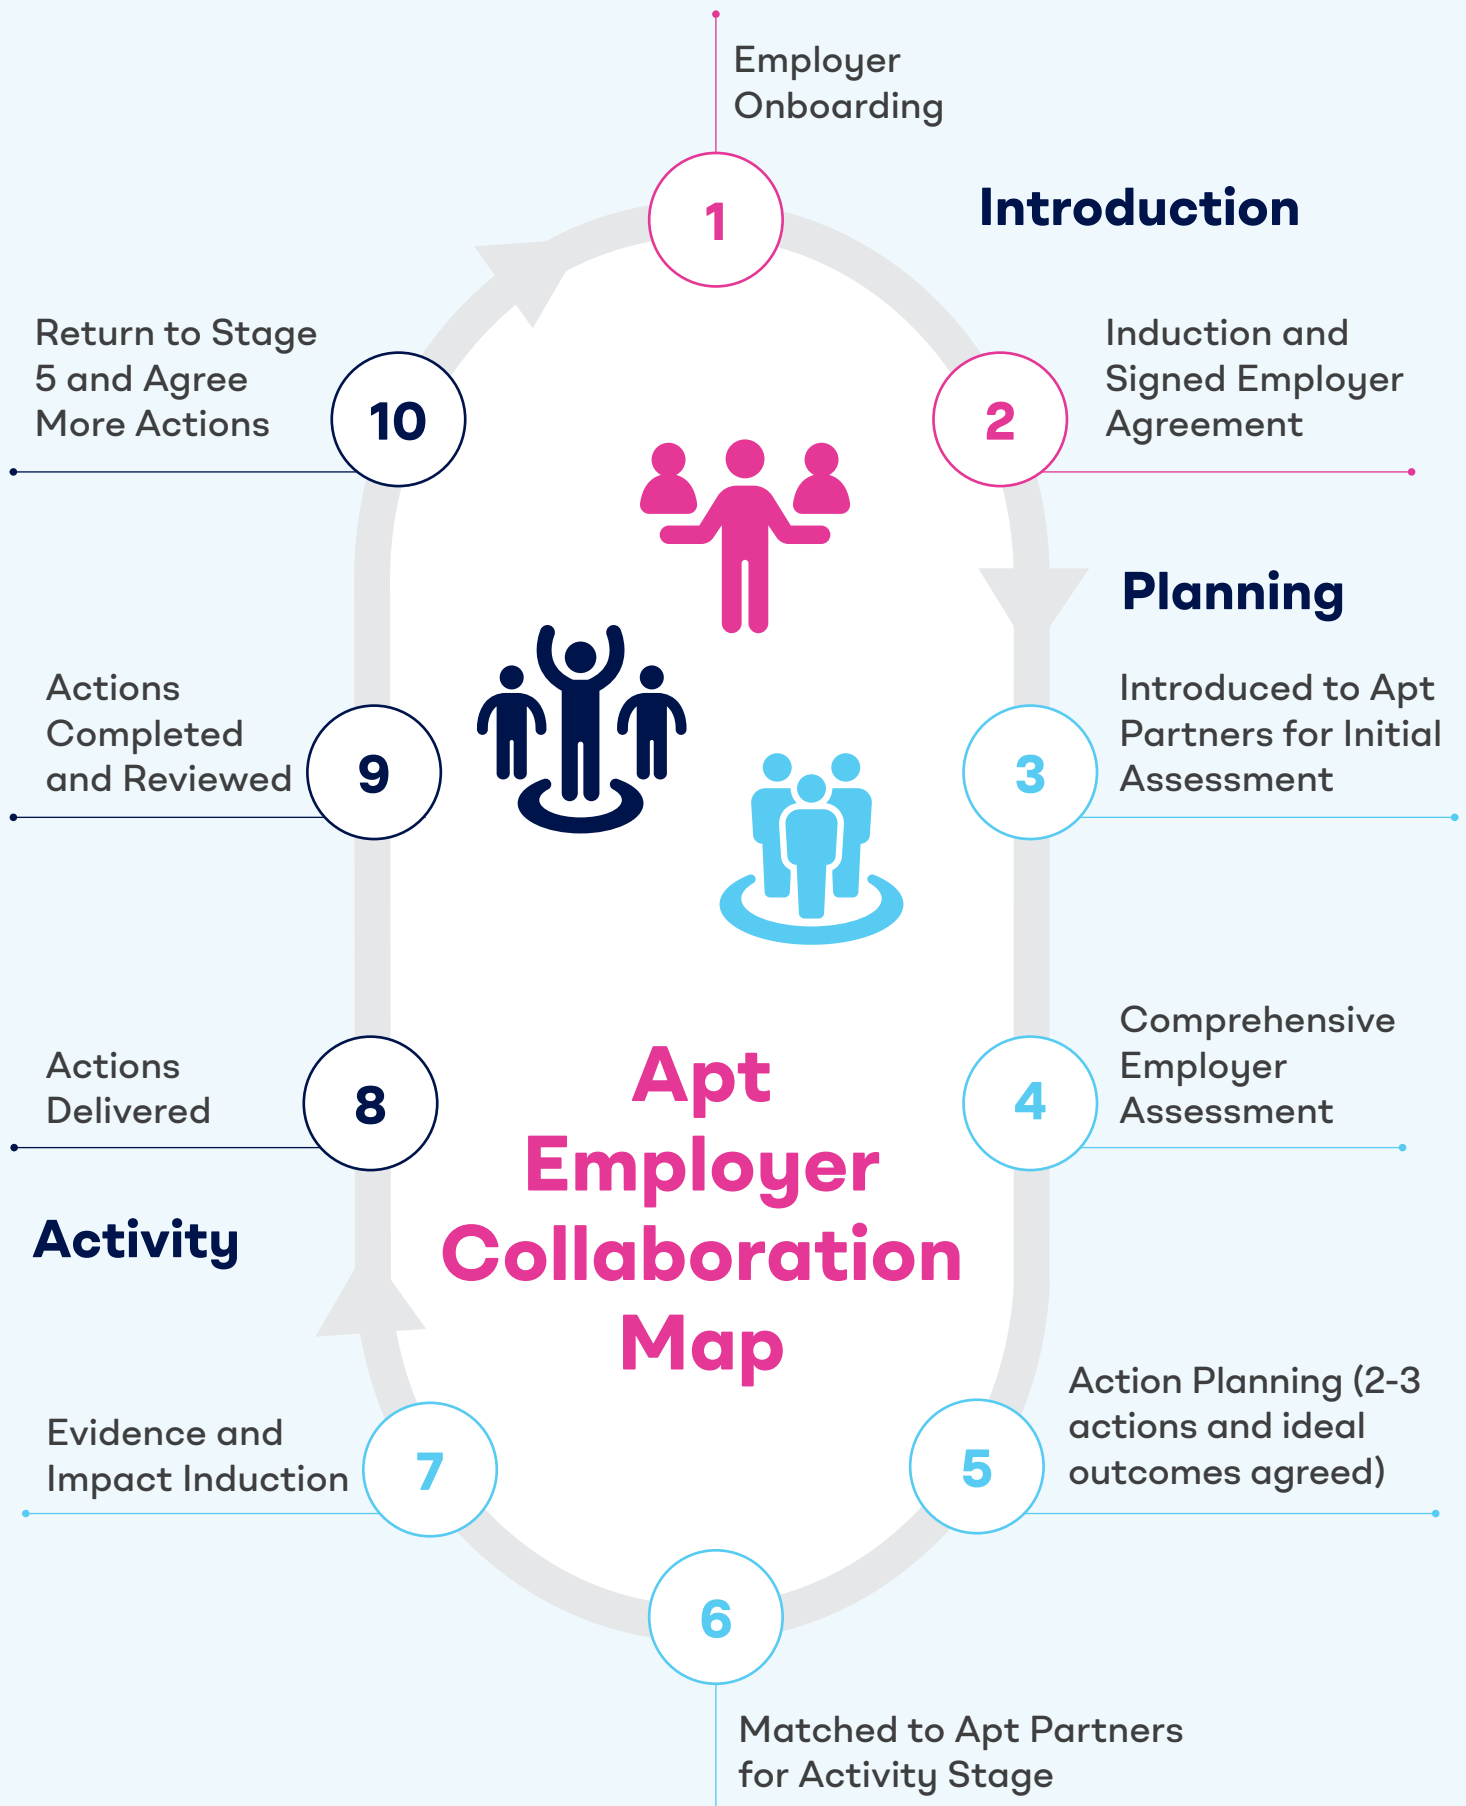 Employer
Onboarding
1
Introduction
2
Induction and
Signed Employer
Agreement
Planning
3
Introduced to Apt
Partners for Initial
Assessment
4
Comprehensive
Employer
Assessment
5
Action Planning (2-3
actions and ideal
outcomes agreed)
6
Matched to Apt Partners
for Activity Stage
7
Evidence and
Impact Induction
Activity
8
Actions
Delivered
9
Actions
Completed
and Reviewed
10
Return to Stage
5 and Agree
More Actions
Apt
Employer
Collaboration
Map